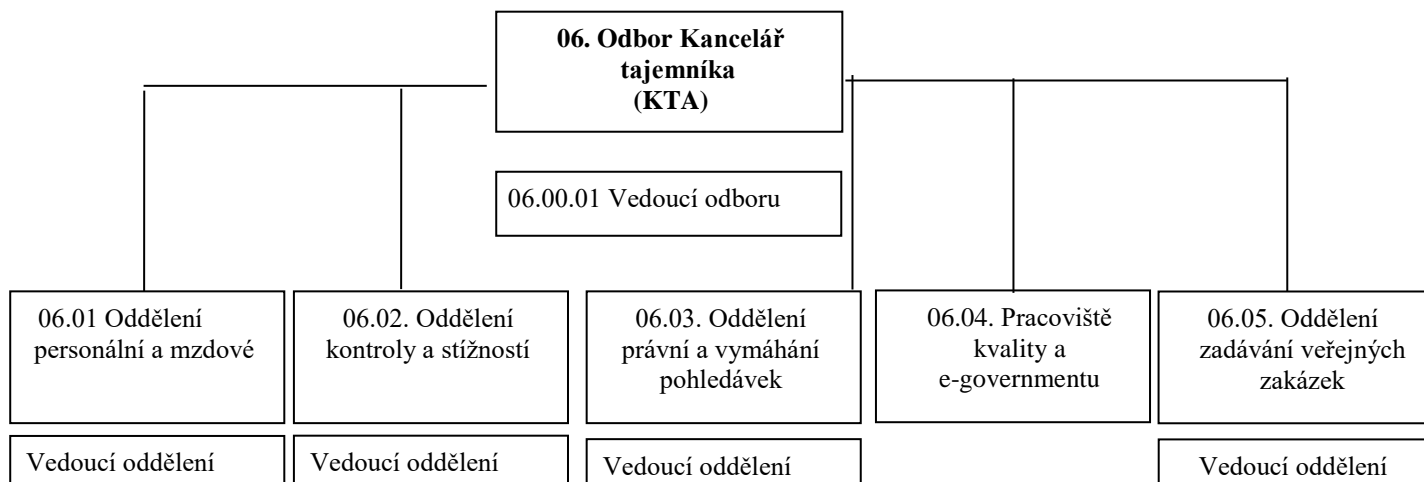 06. Odbor Kancelář
tajemníka
(KTA)
06.00.01 Vedoucí odboru
06.01 Oddělení
personální a mzdové
06.02. Oddělení
kontroly a stížností
06.03. Oddělení
právní a vymáhání
pohledávek
06.04. Pracoviště
kvality a
e-governmentu
06.05. Oddělení
zadávání veřejných
zakázek
Vedoucí oddělení
Vedoucí oddělení
Vedoucí oddělení
Vedoucí oddělení